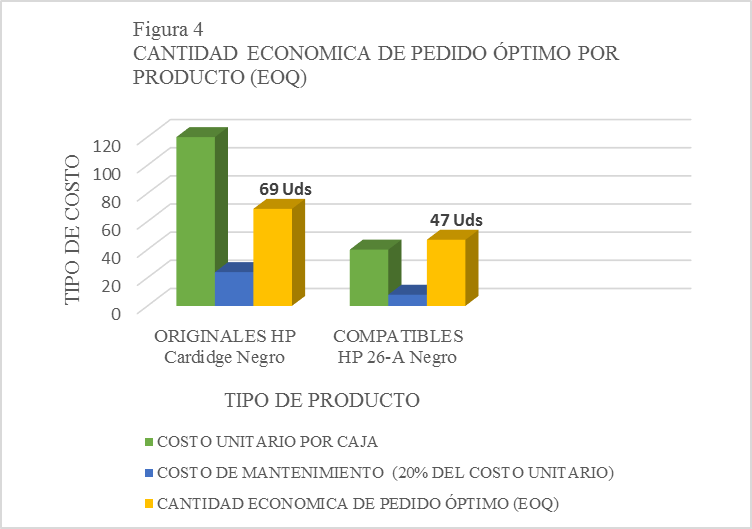 Figura 4
CANTIDAD ECONOMICA DE PEDIDO ÓPTIMO POR
PRODUCTO (EOQ)
TIPO DE COSTO
120
100
80
60
40
20
0
69 Uds
47 Uds
ORIGINALES HP
Cardidge Negro
COMPATIBLES
HP 26-A Negro
TIPO DE PRODUCTO
COSTO UNITARIO POR CAJA
COSTO DE MANTENIMIENTO (20% DEL COSTO UNITARIO)
CANTIDAD ECONOMICA DE PEDIDO ÓPTIMO (EOQ)